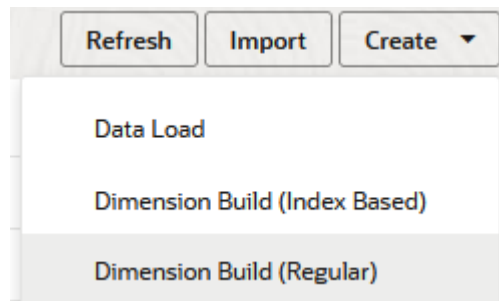 Refresh Import Create
Data Load
Dimension Build (Index Based)
Dimension Build (Regular)